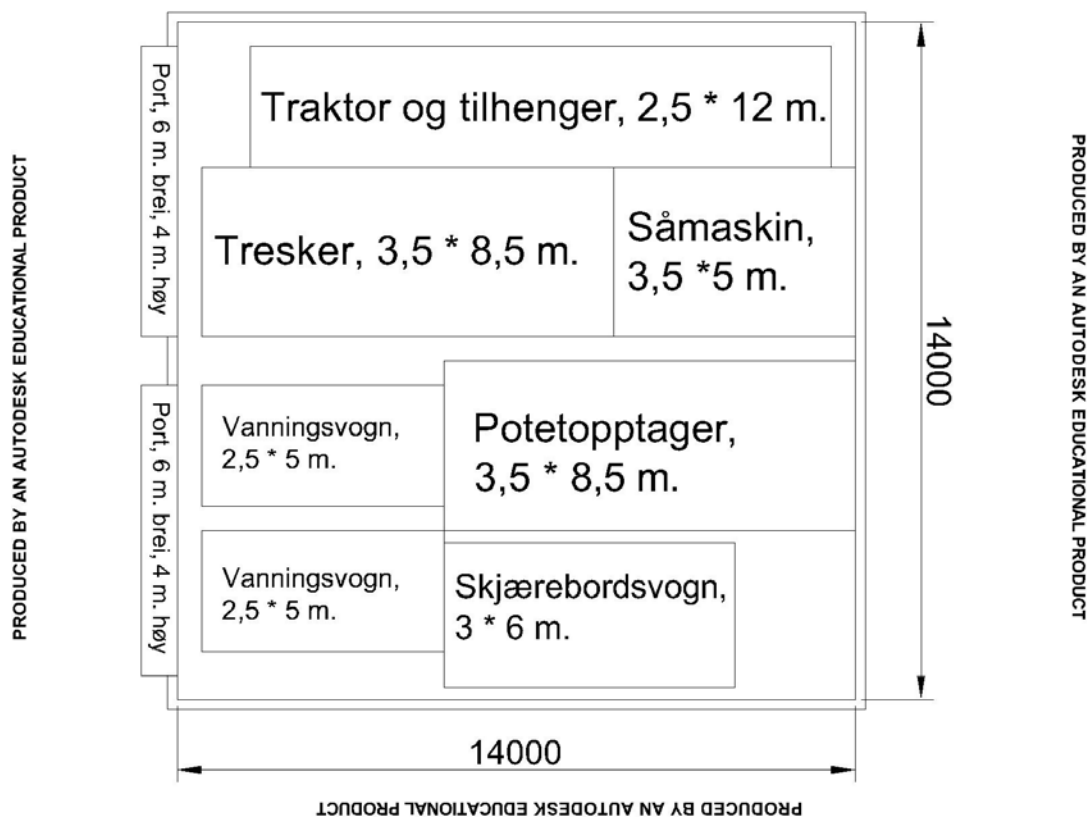 Port, 6 m. brei, 4 m. høy
Traktor og tilhenger, 2,5 * 12 m.
Tresker, 3,5 * 8,5 m.
Såmaskin,
3,5 *5 m.
14000
Port, 6 m. brei, 4 m. høy
Vanningsvogn,
2,5 * 5 m.
Potetopptager,
3,5 * 8,5 m.
Vanningsvogn,
2,5 * 5 m.
Skjærebordsvogn,
3 * 6 m.
14000
PRODUCED BY AN AUTODESK EDUCATIONAL PRODUCT
PRODUCED BY AN AUTODESK EDUCATIONAL PRODUCT
PRODUCED BY AN AUTODESK EDUCATIONAL PRODUCT